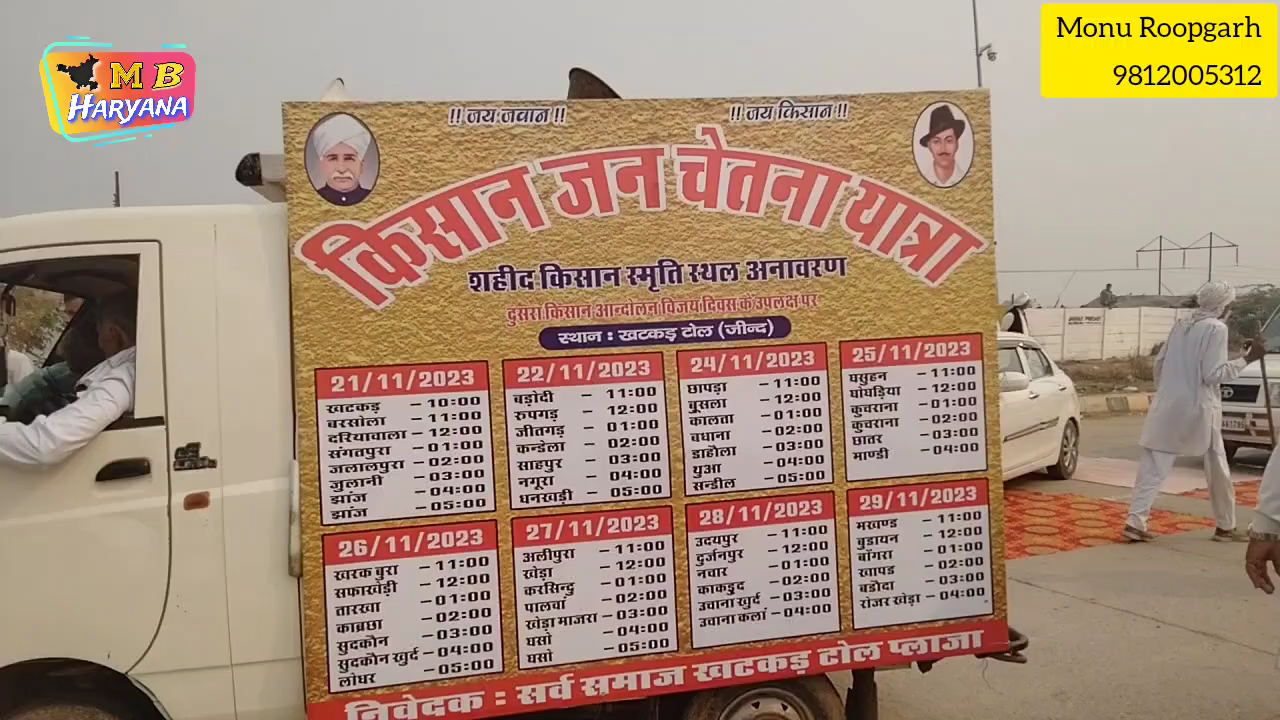 Monu Roopgarh
9812005312
M B
HARYANA
!! जय जवान !!
!! जय किसान !!
किसान जन चेतना यात्रा
शहीद किसान स्मृति स्थल अनावरण
दुसरा किसान आन्दोलन विजय दिवस के उपलक्ष पर
स्थान : खटकड़ टोल (जीन्द)
21/11/2023
खटकड़ - 10:00
बरसोला - 11:00
दरियावाला - 12:00
संगतपुरा - 01:00
जलालपुरा - 02:00
जुलानी - 03:00
झांज - 04:00
झांज - 05:00
22/11/2023
बड़ोदी - 11:00
रुपगड़ - 12:00
जीतगड़ - 01:00
कन्डेला - 02:00
साहपुर - 03:00
नगूरा - 04:00
धनखड़ी - 05:00
24/11/2023
छापड़ा - 11:00
घूसला - 12:00
कालता - 01:00
बधाना - 02:00
डाहोला - 03:00
गुआ - 04:00
सन्डील - 05:00
25/11/2023
घसुहन - 11:00
घोघड़िया - 12:00
कुचराना - 01:00
कुचराना - 02:00
छातर - 03:00
माण्डी - 04:00
26/11/2023
खरक बुरा - 11:00
सफाखेड़ी - 12:00
तारखा - 01:00
काब्रछा - 02:00
सुदकौन - 03:00
सुदकौन खुर्द - 04:00
लोधर - 05:00
27/11/2023
अलीपुरा - 11:00
खेड़ा - 12:00
करसिन्दु - 01:00
पालवां - 02:00
खेड़ा माजरा - 03:00
घसो - 04:00
घसो - 05:00
28/11/2023
उदयपुर - 11:00
दुर्जनपुर - 12:00
नचार - 01:00
काकड़ुद - 02:00
उचाना खुर्द - 03:00
उचाना कलां - 04:00
29/11/2023
मखण्ड - 11:00
बुडायन - 12:00
बांगरा - 01:00
खापड - 02:00
बडौदा - 03:00
रोजर खेड़ा - 04:00
निवेदक : सर्व समाज खटकड़ टोल प्लाजा